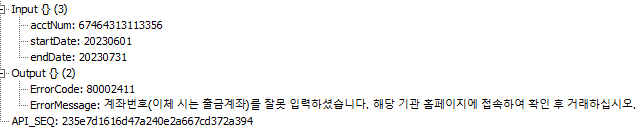 Input {} (3)
acctNum: 67464313113356
startDate: 20230601
endDate: 20230731
Output {} (2)
ErrorCode: 80002411
ErrorMessage: 계좌번호(이체 시는 출금계좌)를 잘못 입력하셨습니다. 해당 기관 홈페이지에 접속하여 확인 후 거래하십시오.
API_SEQ: 235e7d1616d47a240e2a667cd372a394